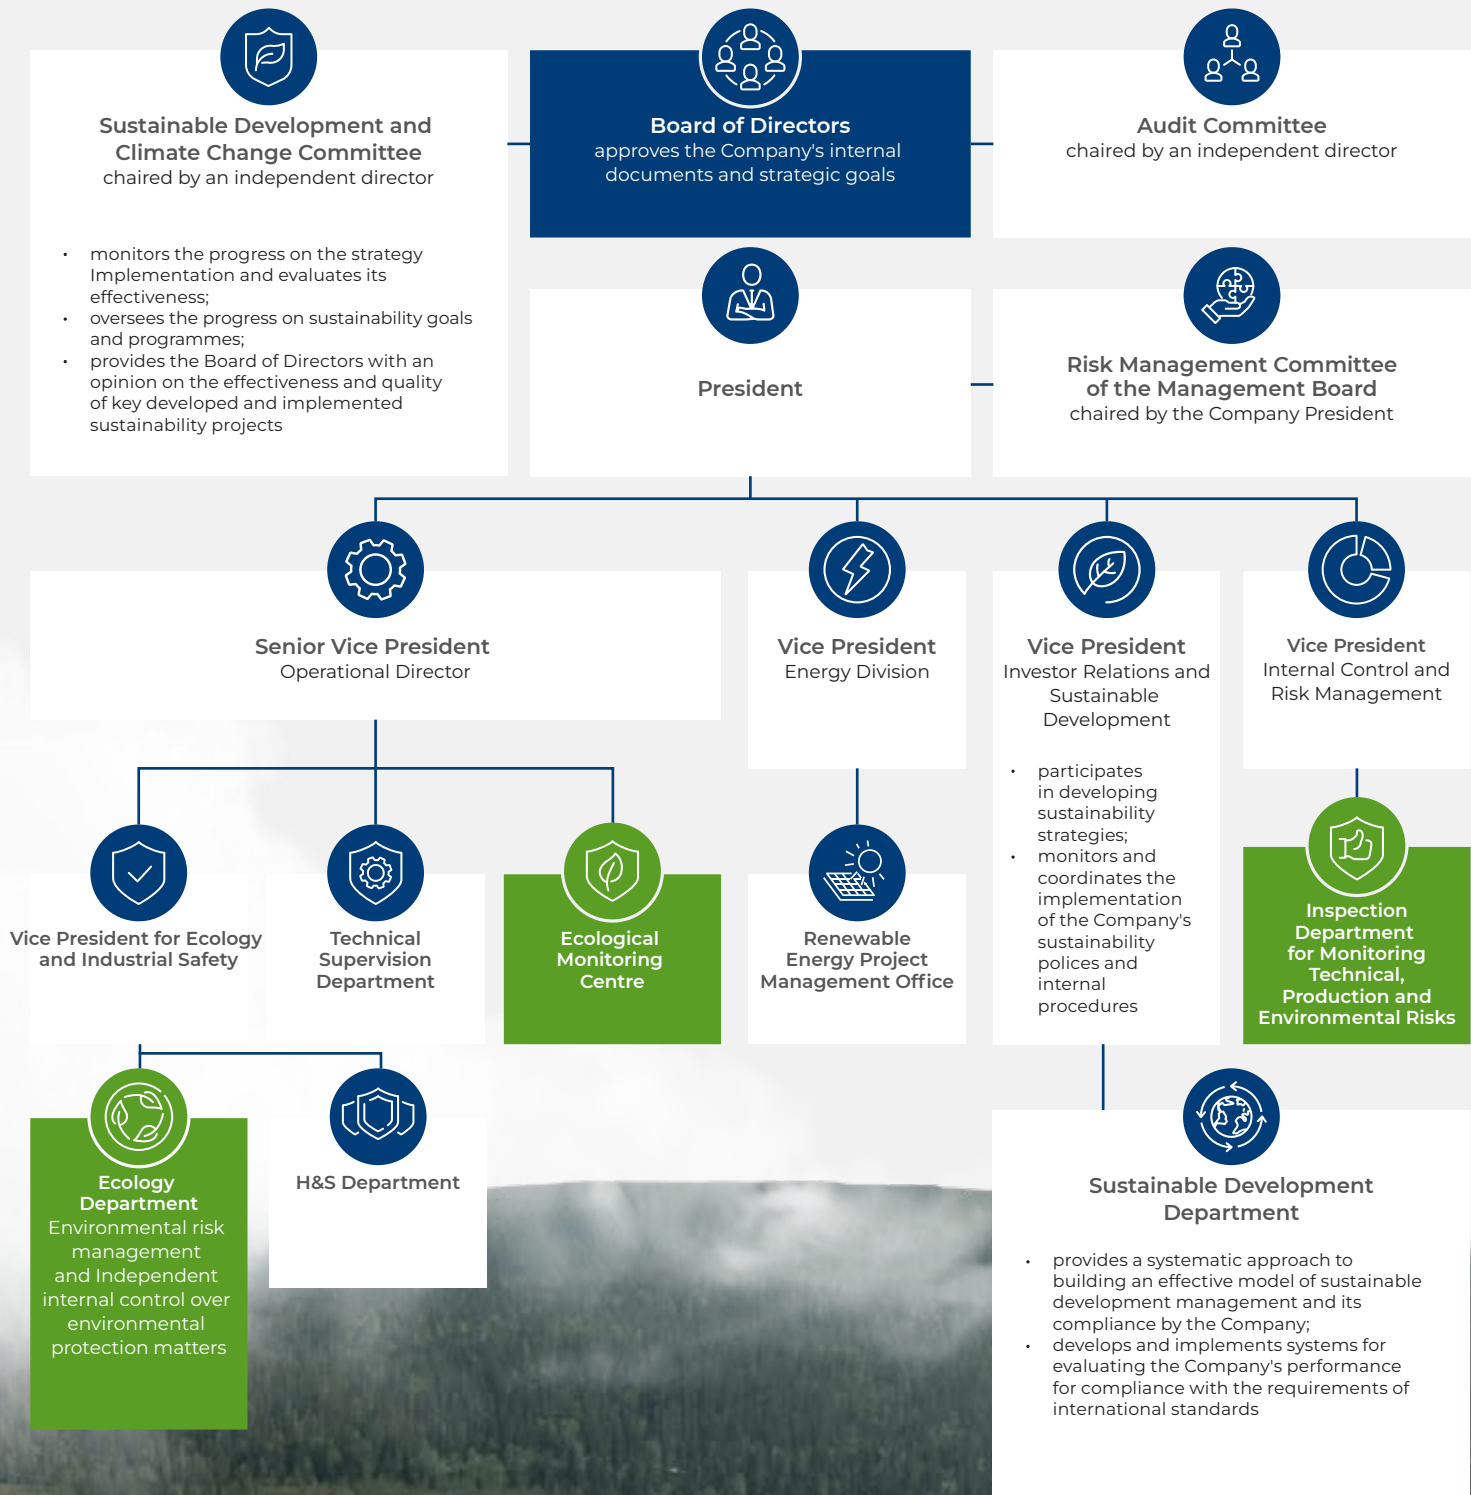 Sustainable Development and
Climate Change Committee
chaired by an independent director
• monitors the progress on the strategy
Implementation and evaluates its
effectiveness;
• oversees the progress on sustainability goals
and programmes;
• provides the Board of Directors with an
opinion on the effectiveness and quality
of key developed and implemented
sustainability projects
Board of Directors
approves the Company's internal
documents and strategic goals
Audit Committee
chaired by an independent director
President
Risk Management Committee
of the Management Board
chaired by the Company President
Senior Vice President
Operational Director
Vice President
Energy Division
Vice President
Investor Relations and
Sustainable
Development
• participates
in developing
sustainability
strategies;
• monitors and
coordinates the
implementation
of the Company's
sustainability
polices and
internal
procedures
Vice President
Internal Control and
Risk Management
Vice President for Ecology
and Industrial Safety
Technical
Supervision
Department
Ecological
Monitoring
Centre
Renewable
Energy Project
Management Office
Inspection
Department
for Monitoring
Technical,
Production and
Environmental Risks
Ecology
Department
Environmental risk
management
and Independent
internal control over
environmental
protection matters
H&S Department
Sustainable Development
Department
• provides a systematic approach to
building an effective model of sustainable
development management and its
compliance by the Company;
• develops and implements systems for
evaluating the Company's performance
for compliance with the requirements of
international standards